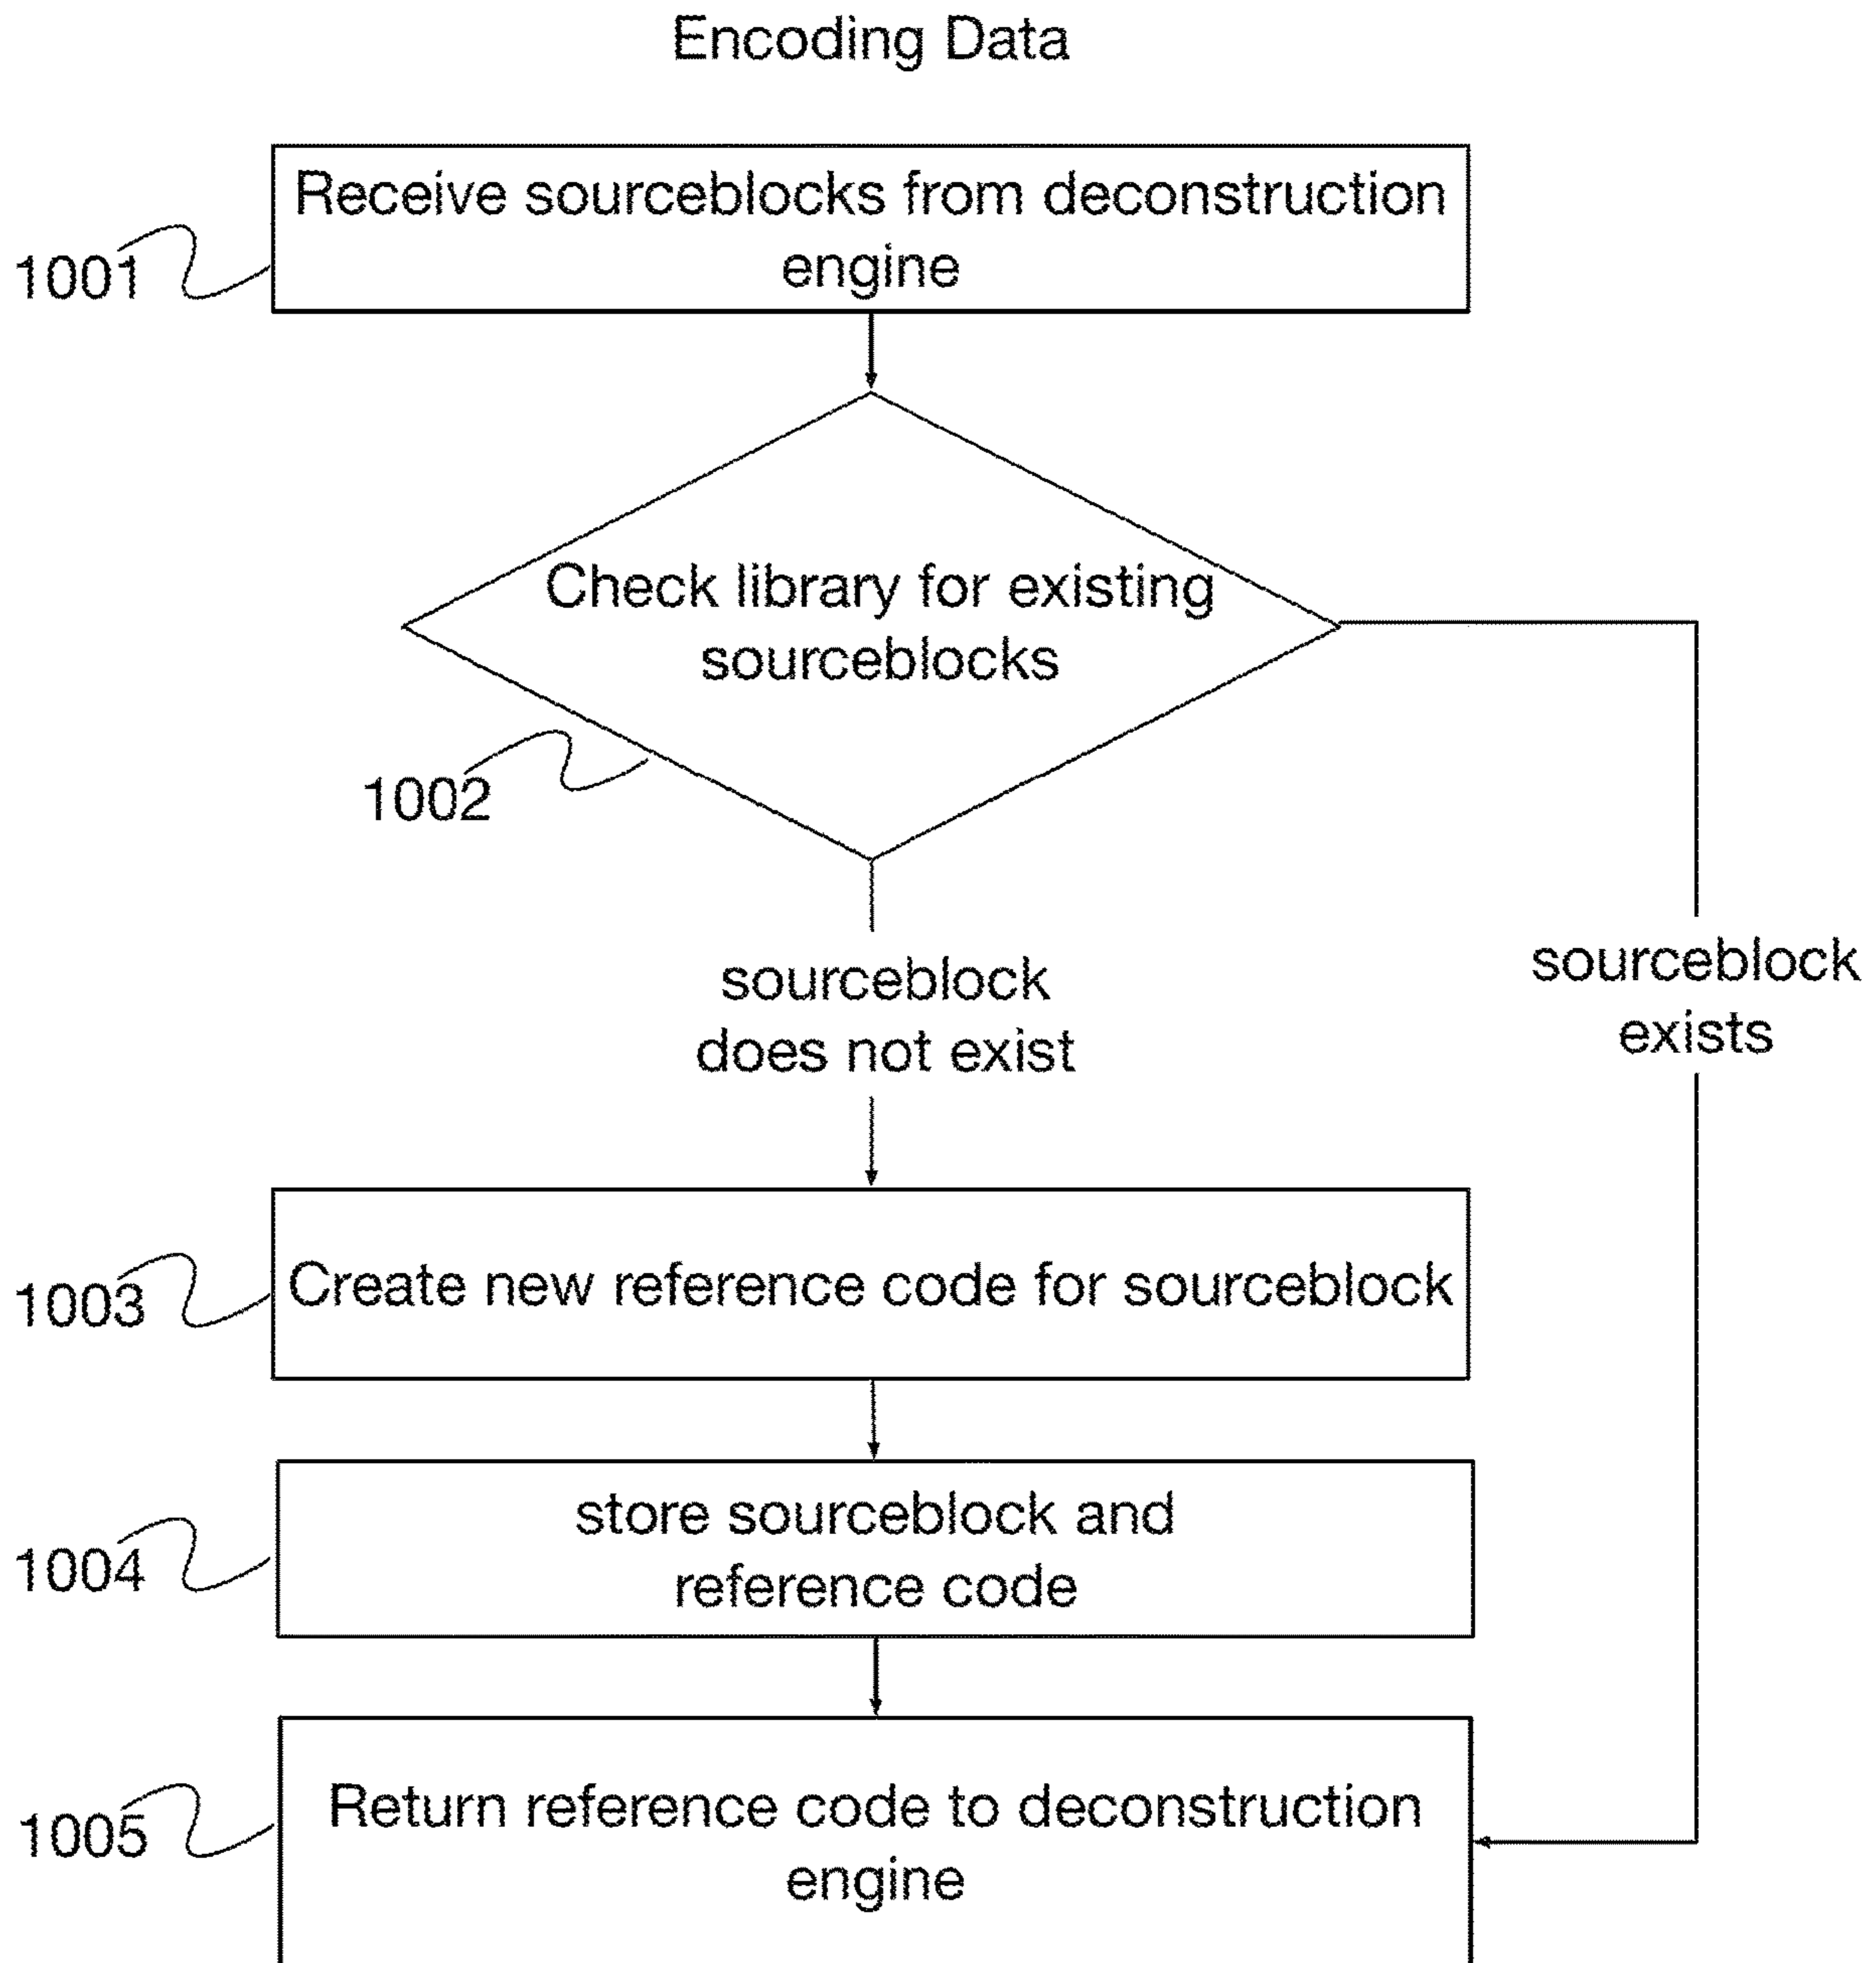 Encoding Data
Receive sourceblocks from deconstruction
engine
1001
Check library for existing
sourceblocks
1002
sourceblock
does not exist
sourceblock
exists
Create new reference code for sourceblock
1003
store sourceblock and
reference code
1004
Return reference code to deconstruction
engine
1005